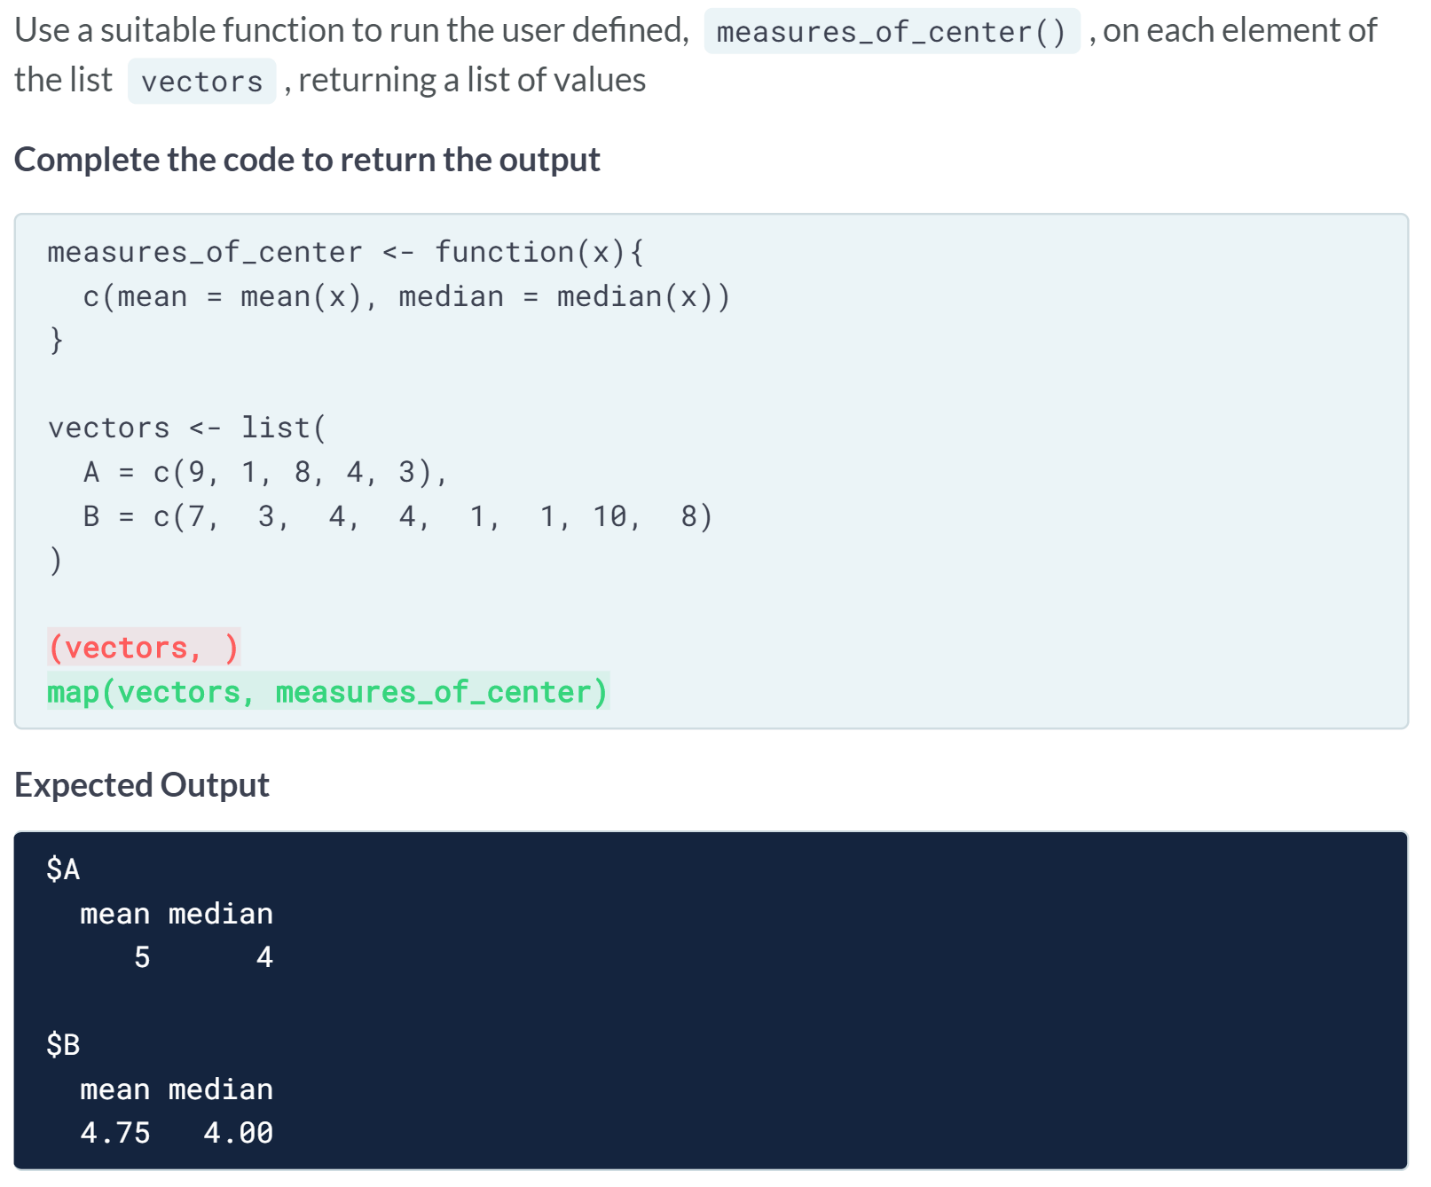 Use a suitable function to run the user defined, measures_of_center() , on each element of
the list vectors , returning a list of values
Complete the code to return the output
measures_of_center <- function(x){
  c(mean = mean(x), median = median(x))
}
vectors <- list(
  A = c(9, 1, 8, 4, 3),
  B = c(7,  3,  4,  4,  1,  1, 10,  8)
)
(vectors, )
map(vectors, measures_of_center)
Expected Output
$A
  mean median
     5      4
$B
  mean median
  4.75   4.00